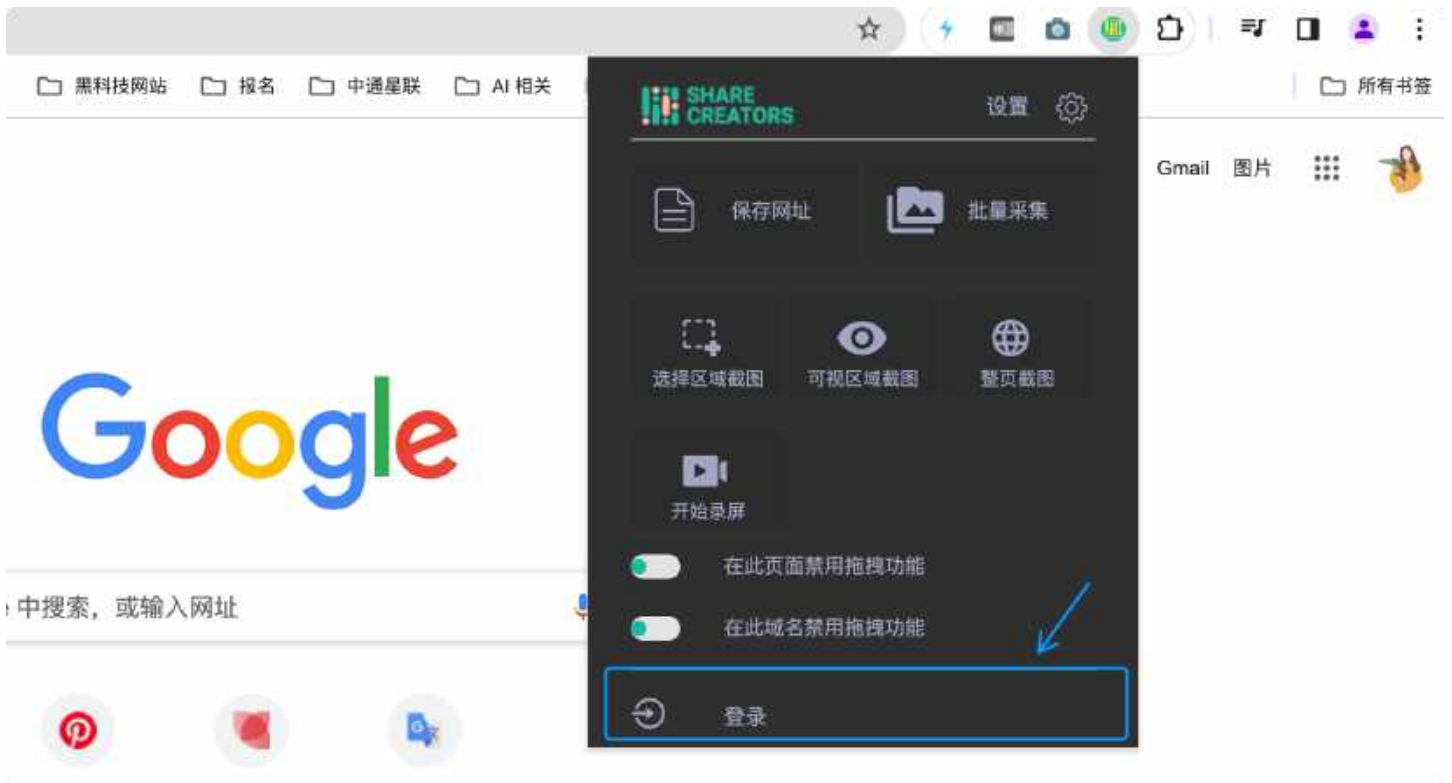 黑科技网站 报名 中通星联 AI 相关
所有书签
SHARE
CREATORS
设置
Gmail 图片
保存网址 批量采集
选择区域截图 可视区域截图 整页截图
Google
开始录屏
在此页面禁用拖拽功能
中搜索，或输入网址
在此域名禁用拖拽功能
登录